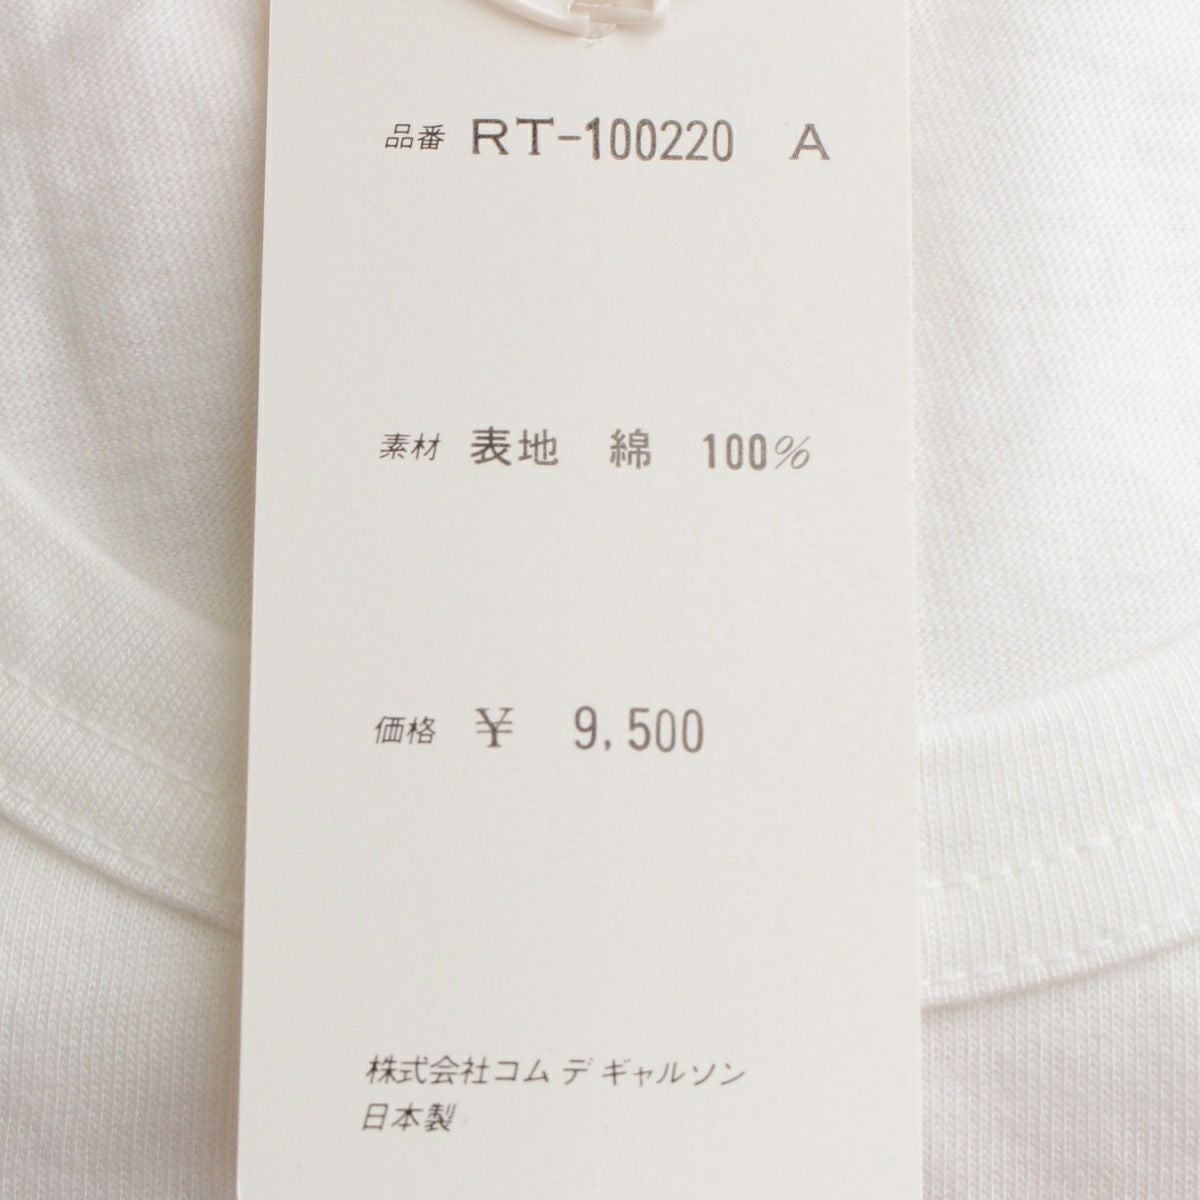 品番 RT-100220 A
素材 表地 綿 100%
価格 ¥ 9,500
株式会社コム デ ギャルソン
日本製